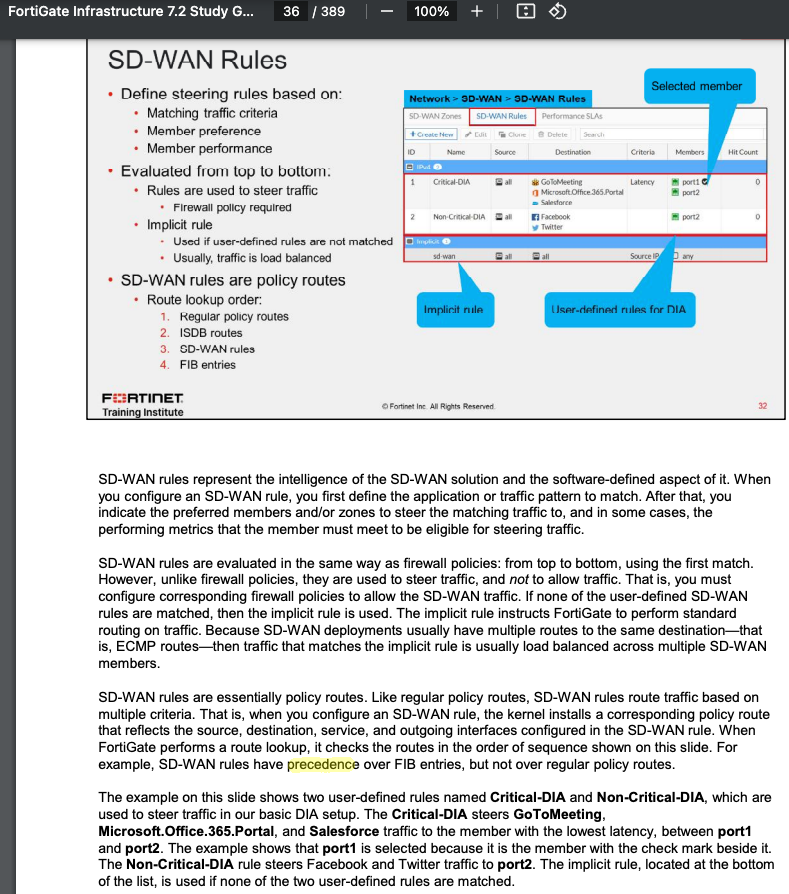 FortiGate Infrastructure 7.2 Study G...
36 / 389
100%
SD-WAN Rules
• Define steering rules based on:
• Matching traffic criteria
• Member preference
• Member performance
• Evaluated from top to bottom:
• Rules are used to steer traffic
• Firewall policy required
• Implicit rule
• Used if user-defined rules are not matched
• Usually, traffic is load balanced
• SD-WAN rules are policy routes
• Route lookup order:
1. Regular policy routes
2. ISDB routes
3. SD-WAN rules
4. FIB entries
Selected member
Network > SD-WAN > SD-WAN Rules
SD-WAN Zones SD-WAN Rules Performance SLAs
+ Create New Edit Clone Delete Search
ID Name Source Destination Criteria Members Hit Count
IPv4
1 Critical-DIA all GoToMeeting Latency port1 0
Microsoft.Office.365.Portal port2
Salesforce
2 Non-Critical-DIA all Facebook port2 0
Twitter
Implicit
sd-wan all all Source IP any
Implicit rule
User-defined rules for DIA
FORTINET
Training Institute
© Fortinet Inc. All Rights Reserved.
32
SD-WAN rules represent the intelligence of the SD-WAN solution and the software-defined aspect of it. When
you configure an SD-WAN rule, you first define the application or traffic pattern to match. After that, you
indicate the preferred members and/or zones to steer the matching traffic to, and in some cases, the
performing metrics that the member must meet to be eligible for steering traffic.
SD-WAN rules are evaluated in the same way as firewall policies: from top to bottom, using the first match.
However, unlike firewall policies, they are used to steer traffic, and not to allow traffic. That is, you must
configure corresponding firewall policies to allow the SD-WAN traffic. If none of the user-defined SD-WAN
rules are matched, then the implicit rule is used. The implicit rule instructs FortiGate to perform standard
routing on traffic. Because SD-WAN deployments usually have multiple routes to the same destination—that
is, ECMP routes—then traffic that matches the implicit rule is usually load balanced across multiple SD-WAN
members.
SD-WAN rules are essentially policy routes. Like regular policy routes, SD-WAN rules route traffic based on
multiple criteria. That is, when you configure an SD-WAN rule, the kernel installs a corresponding policy route
that reflects the source, destination, service, and outgoing interfaces configured in the SD-WAN rule. When
FortiGate performs a route lookup, it checks the routes in the order of sequence shown on this slide. For
example, SD-WAN rules have precedence over FIB entries, but not over regular policy routes.
The example on this slide shows two user-defined rules named Critical-DIA and Non-Critical-DIA, which are
used to steer traffic in our basic DIA setup. The Critical-DIA steers GoToMeeting,
Microsoft.Office.365.Portal, and Salesforce traffic to the member with the lowest latency, between port1
and port2. The example shows that port1 is selected because it is the member with the check mark beside it.
The Non-Critical-DIA rule steers Facebook and Twitter traffic to port2. The implicit rule, located at the bottom
of the list, is used if none of the two user-defined rules are matched.